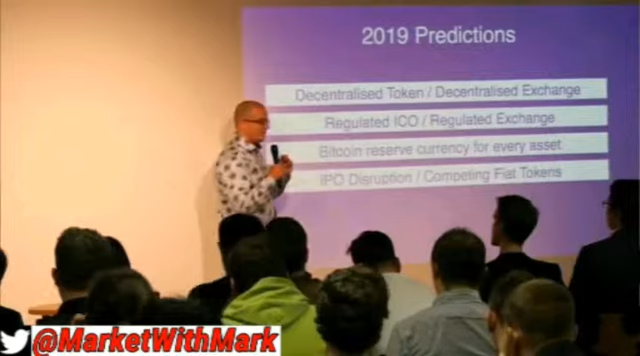 2019 Predictions
Decentralised Token / Decentralised Exchange
Regulated ICO / Regulated Exchange
Bitcoin reserve currency for every asset
IPO Disruption / Competing Fiat Tokens
@MarketWithMark